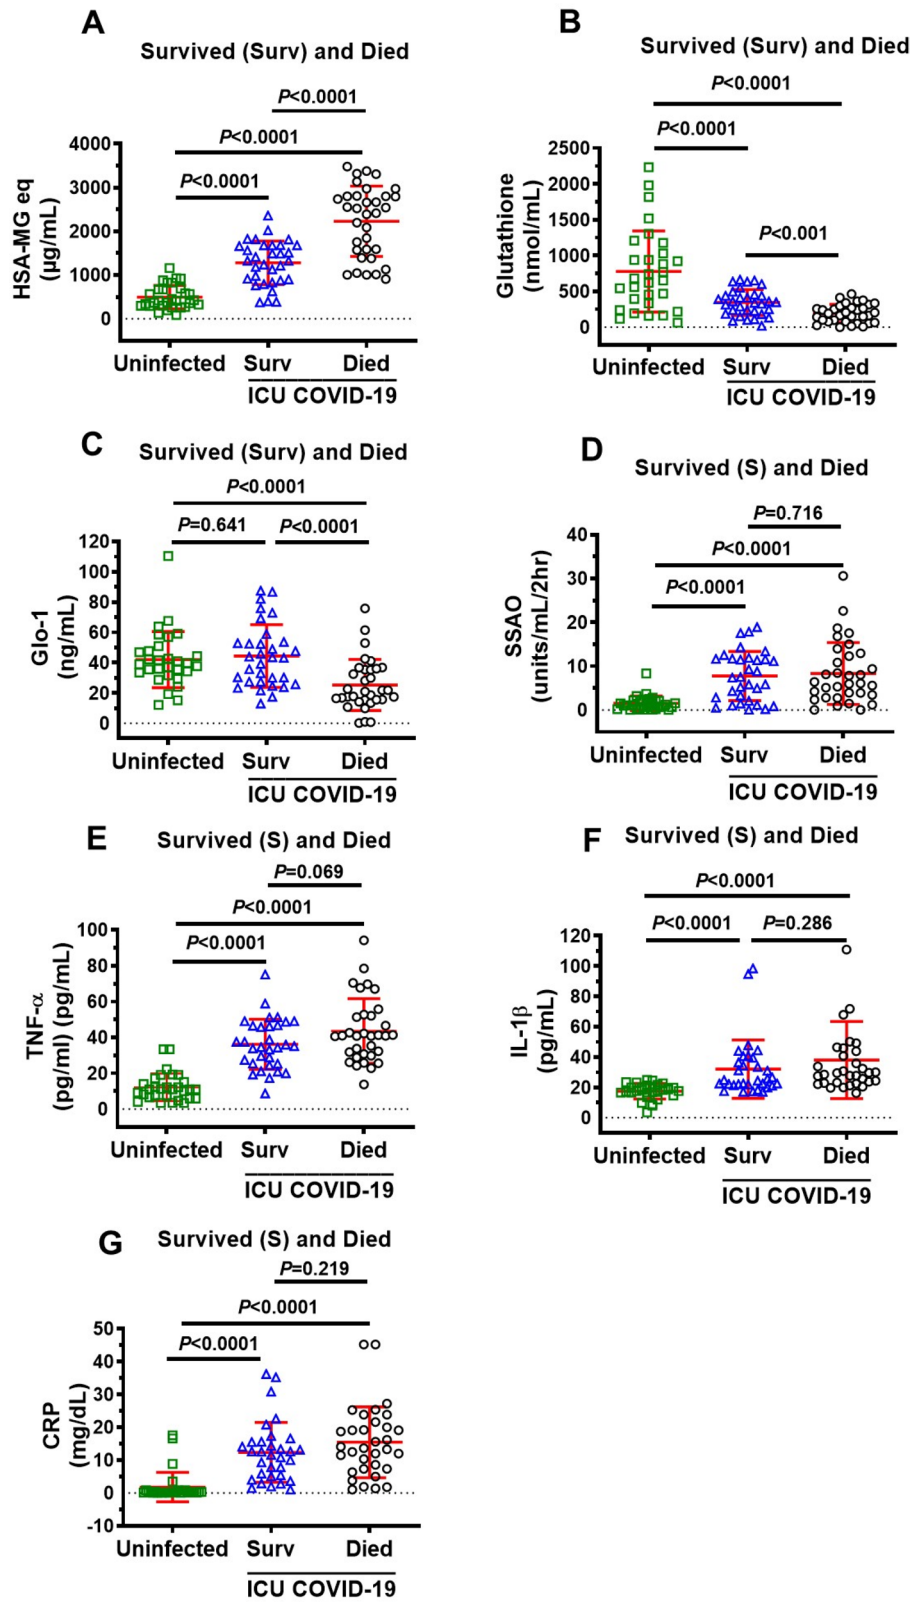 A
Survived (Surv) and Died
P<0.0001
P<0.0001
P<0.0001
HSA-MG eq
(µg/mL)
4000
3000
2000
1000
0
Uninfected Surv Died
ICU COVID-19
B
Survived (Surv) and Died
P<0.0001
P<0.0001
P<0.001
Glutathione
(nmol/mL)
2500
2000
1500
1000
500
0
Uninfected Surv Died
ICU COVID-19
C
Survived (Surv) and Died
P<0.0001
P=0.641 P<0.0001
Glo-1
(ng/mL)
120
100
80
60
40
20
0
Uninfected Surv Died
ICU COVID-19
D
Survived (S) and Died
P=0.716
P<0.0001
P<0.0001
SSAO
(units/mL/2hr)
40
30
20
10
0
Uninfected Surv Died
ICU COVID-19
E
Survived (S) and Died
P=0.069
P<0.0001
P<0.0001
TNF-α
(pg/ml) (pg/mL)
100
80
60
40
20
0
Uninfected Surv Died
ICU COVID-19
F
Survived (S) and Died
P<0.0001
P<0.0001 P=0.286
IL-1β
(pg/mL)
120
100
80
60
40
20
0
Uninfected Surv Died
ICU COVID-19
G
Survived (S) and Died
P=0.219
P<0.0001
P<0.0001
CRP
(mg/dL)
50
40
30
20
10
0
-10
Uninfected Surv Died
ICU COVID-19